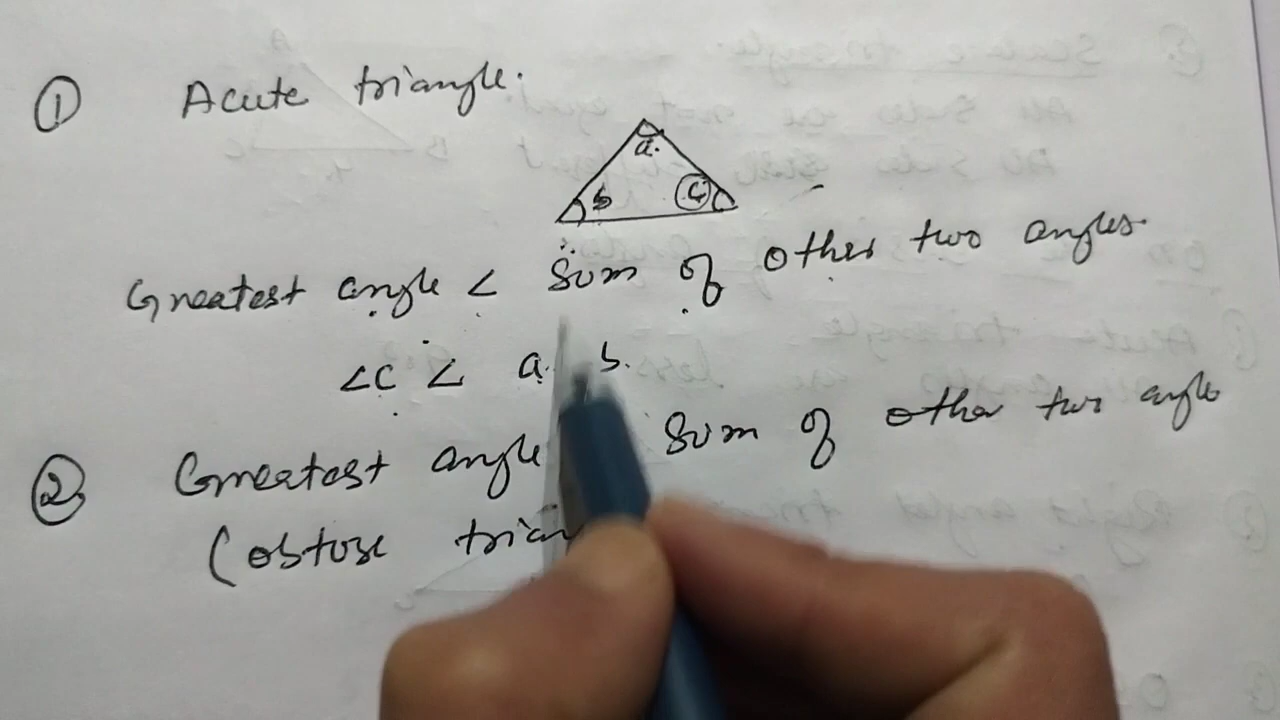 ① Acute triangle.
a.
b
c
Greatest angle < Sum of other two angles.
∠c < a b.
② Greatest angle Sum of other two angle
(obtuse